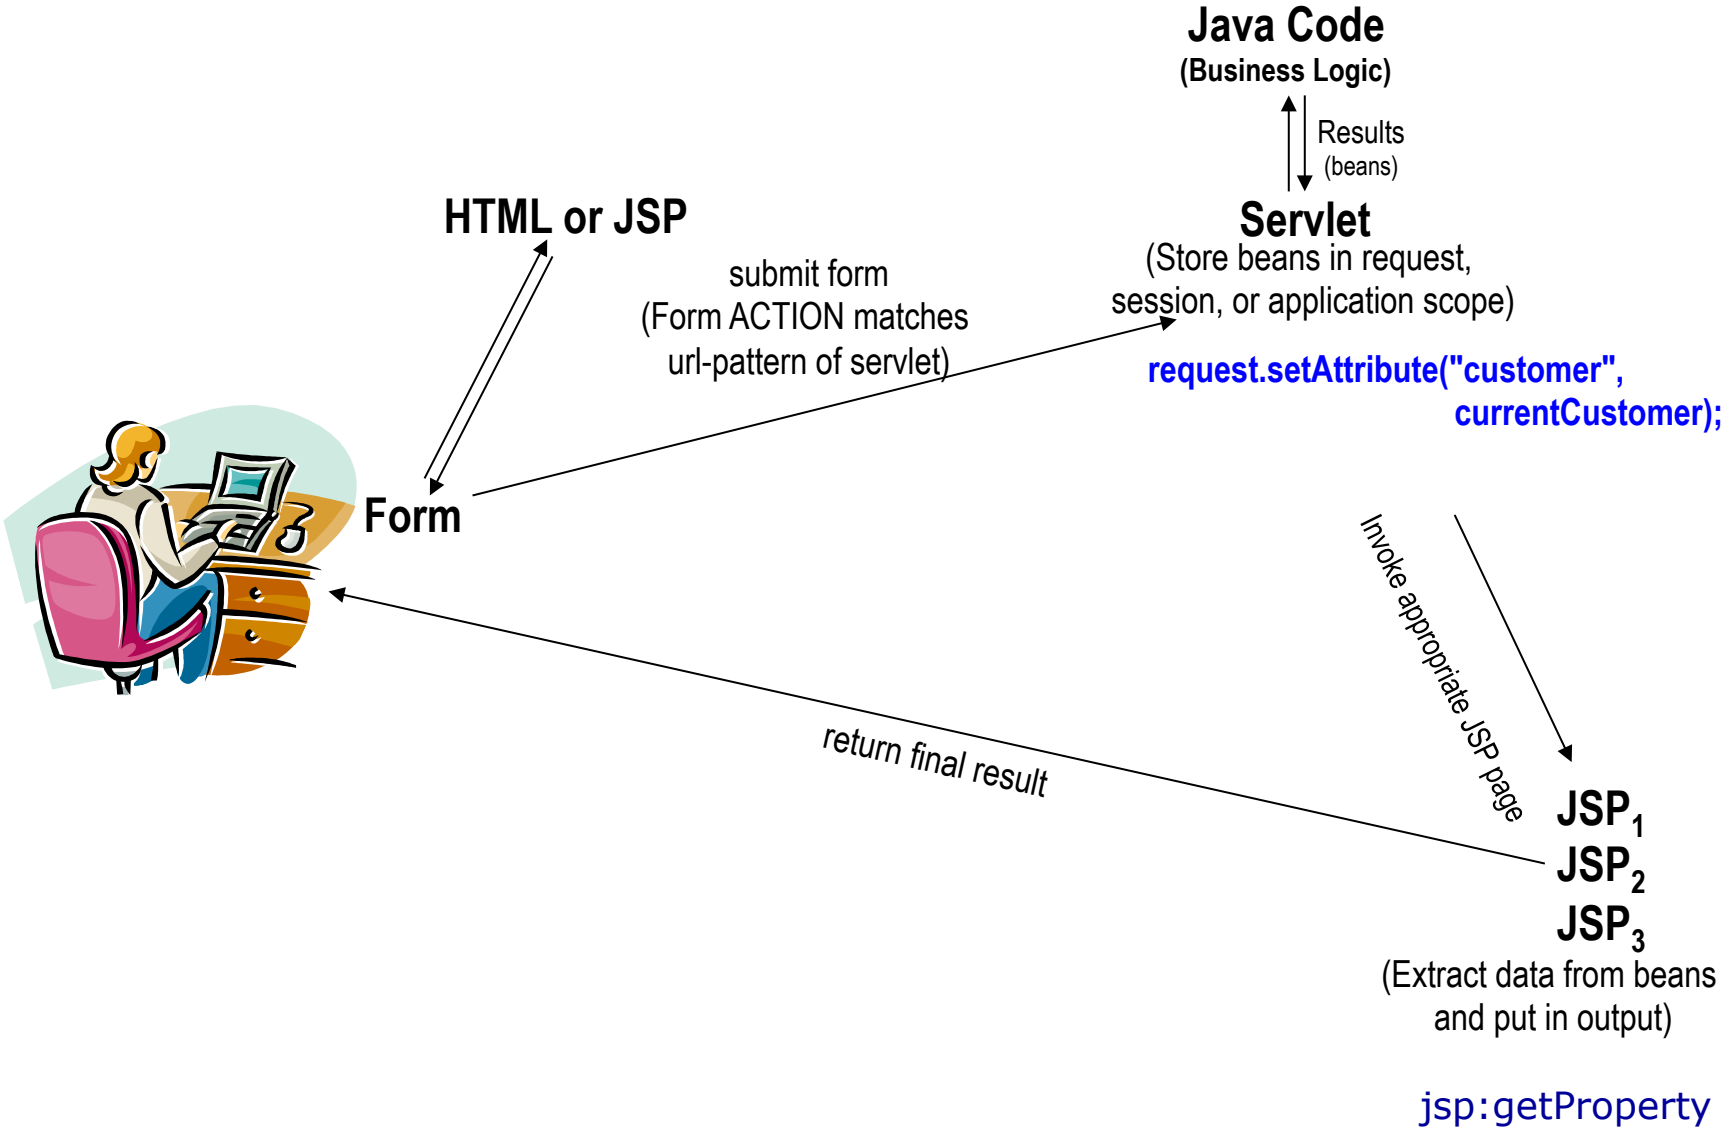 Java Code
(Business Logic)
Results
(beans)
HTML or JSP
Servlet
(Store beans in request,
session, or application scope)
submit form
(Form ACTION matches
url-pattern of servlet)
request.setAttribute("customer",
currentCustomer);
Form
Invoke appropriate JSP page
return final result
JSP1
JSP2
JSP3
(Extract data from beans
and put in output)
jsp:getProperty